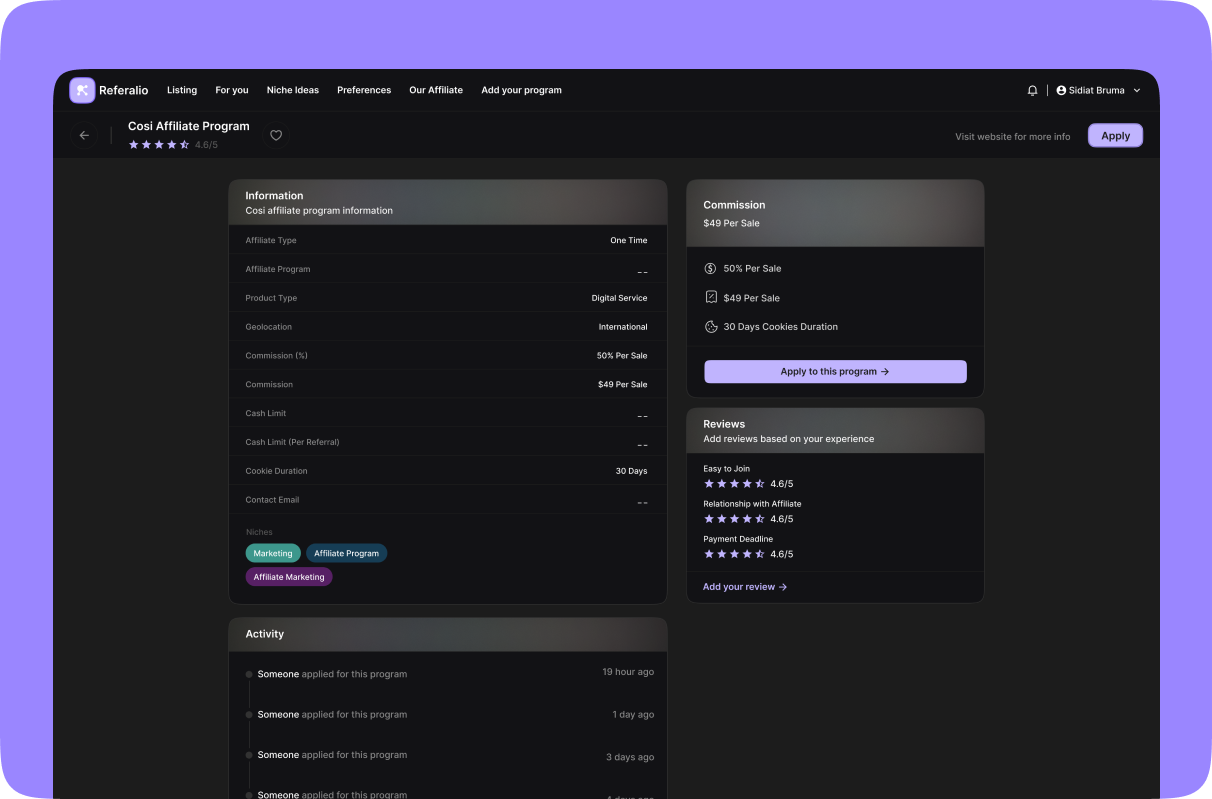 Referalio
Listing
For you
Niche Ideas
Preferences
Our Affiliate
Add your program
Sidiat Bruma
Cosi Affiliate Program
4.6/5
Visit website for more info
Apply
Information
Cosi affiliate program information
Affiliate Type One Time
Affiliate Program _ _
Product Type Digital Service
Geolocation International
Commission (%) 50% Per Sale
Commission $49 Per Sale
Cash Limit _ _
Cash Limit (Per Referral) _ _
Cookie Duration 30 Days
Contact Email _ _
Niches
Marketing Affiliate Program
Affiliate Marketing
Commission
$49 Per Sale
50% Per Sale
$49 Per Sale
30 Days Cookies Duration
Apply to this program →
Reviews
Add reviews based on your experience
Easy to Join
4.6/5
Relationship with Affiliate
4.6/5
Payment Deadline
4.6/5
Add your review →
Activity
Someone applied for this program 19 hour ago
Someone applied for this program 1 day ago
Someone applied for this program 3 days ago
Someone applied for this program 4 days ago